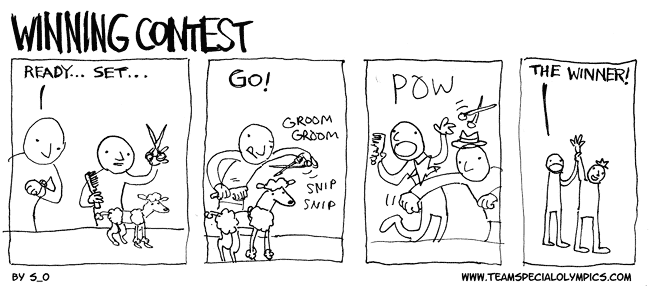 WINNING CONTEST
READY... SET...
GO!
GROOM
GROOM
SNIP
SNIP
POW
THE WINNER!
BY S_O
WWW.TEAMSPECIALOLYMPICS.COM